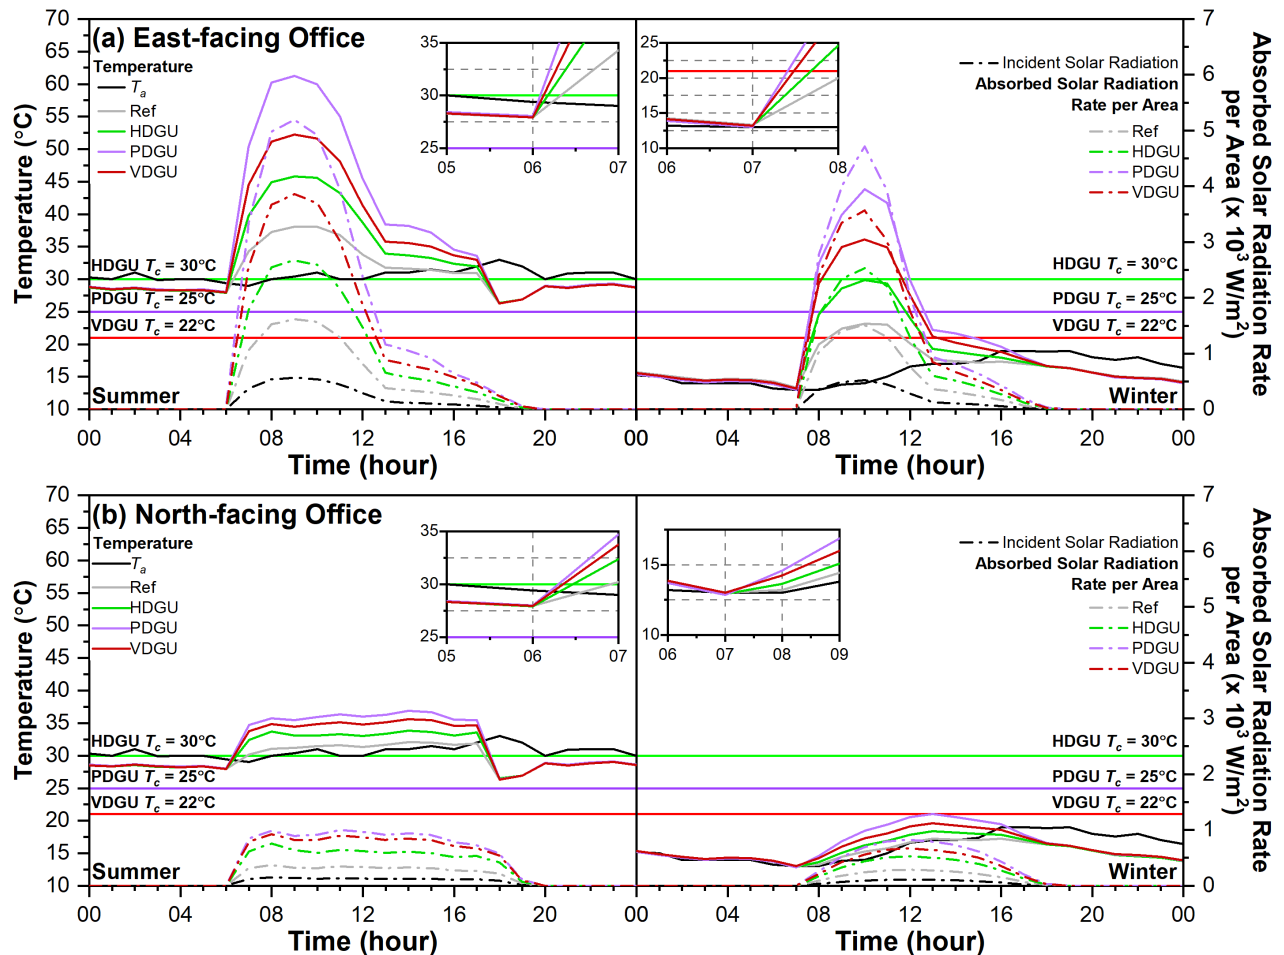 (a) East-facing Office
Temperature
Ta
Ref
HDGU
PDGU
VDGU
HDGU Tc = 30°C
PDGU Tc = 25°C
VDGU Tc = 22°C
Summer
Temperature (°C)
70
65
60
55
50
45
40
35
30
25
20
15
10
00
04
08
12
16
20
00
Time (hour)
35
30
25
05
06
07
25
20
15
10
06
07
08
Incident Solar Radiation
Absorbed Solar Radiation
Rate per Area
Ref
HDGU
PDGU
VDGU
HDGU Tc = 30°C
PDGU Tc = 25°C
VDGU Tc = 22°C
Winter
04
08
12
16
20
00
Time (hour)
7
6
5
4
3
2
1
0
Absorbed Solar Radiation Rate
per Area (x 10³ W/m²)
(b) North-facing Office
Temperature
Ta
Ref
HDGU
PDGU
VDGU
HDGU Tc = 30°C
PDGU Tc = 25°C
VDGU Tc = 22°C
Summer
Temperature (°C)
70
65
60
55
50
45
40
35
30
25
20
15
10
00
04
08
12
16
20
00
Time (hour)
35
30
25
05
06
07
15
10
06
07
08
09
Incident Solar Radiation
Absorbed Solar Radiation
Rate per Area
Ref
HDGU
PDGU
VDGU
HDGU Tc = 30°C
PDGU Tc = 25°C
VDGU Tc = 22°C
Winter
04
08
12
16
20
00
Time (hour)
7
6
5
4
3
2
1
0
Absorbed Solar Radiation Rate
per Area (x 10³ W/m²)